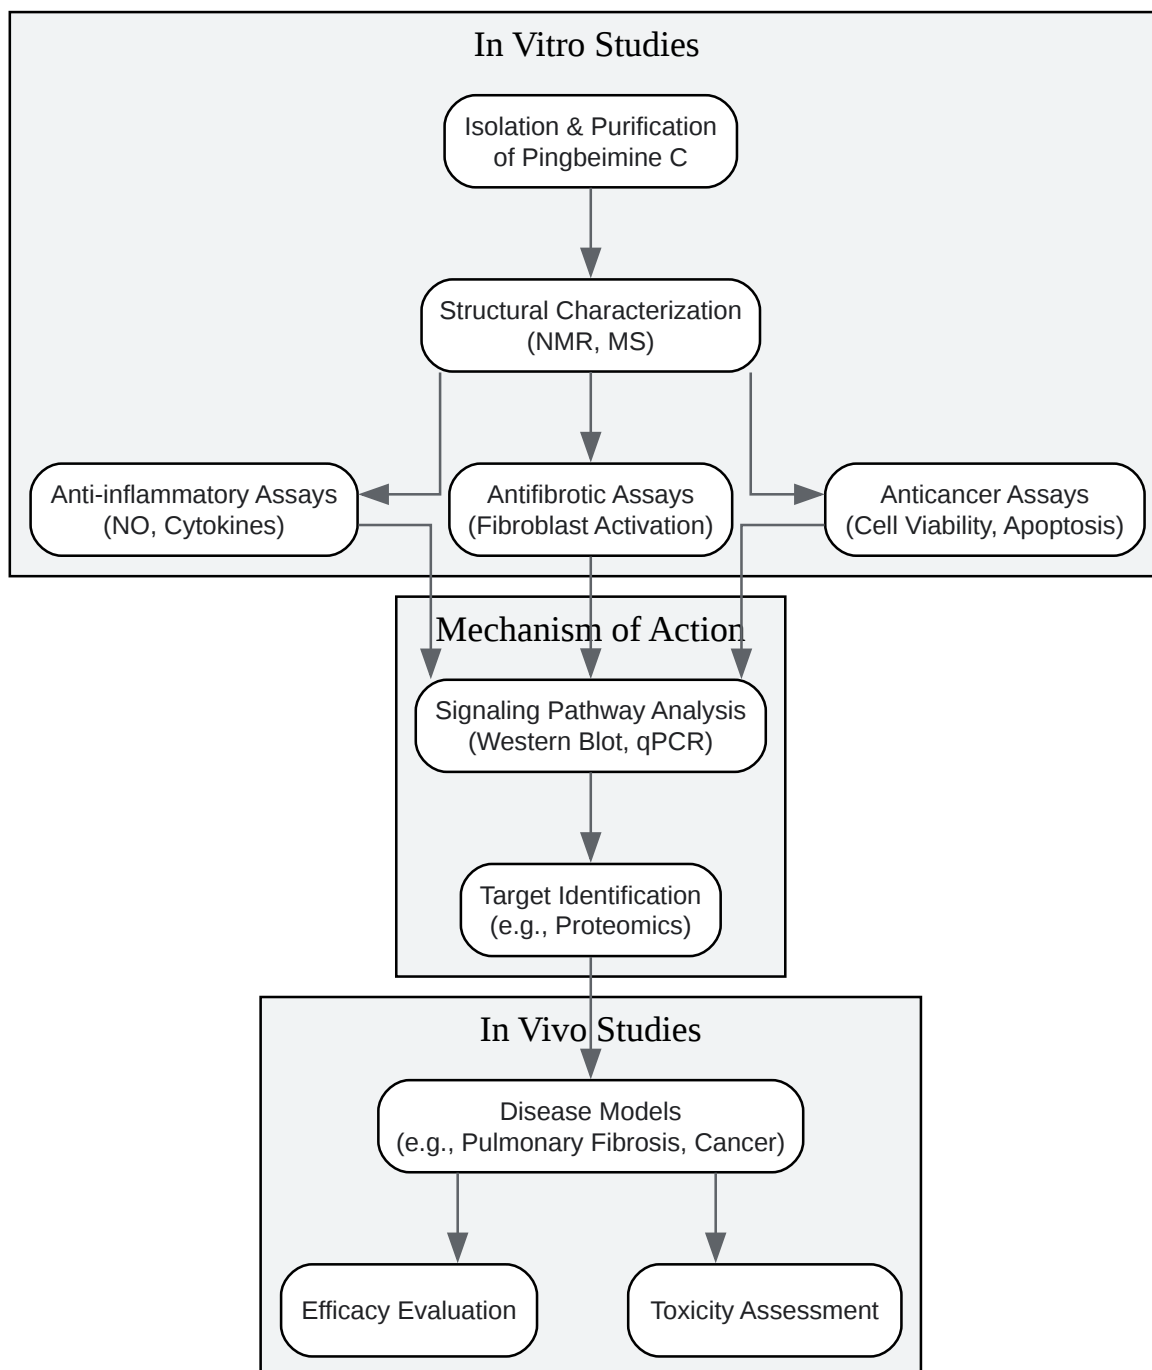 In Vitro Studies
Isolation & Purification
of Pingbeimine C
Structural Characterization
(NMR, MS)
Anti-inflammatory Assays
(NO, Cytokines)
Antifibrotic Assays
(Fibroblast Activation)
Anticancer Assays
(Cell Viability, Apoptosis)
Mechanism of Action
Signaling Pathway Analysis
(Western Blot, qPCR)
Target Identification
(e.g., Proteomics)
In Vivo Studies
Disease Models
(e.g., Pulmonary Fibrosis, Cancer)
Efficacy Evaluation
Toxicity Assessment